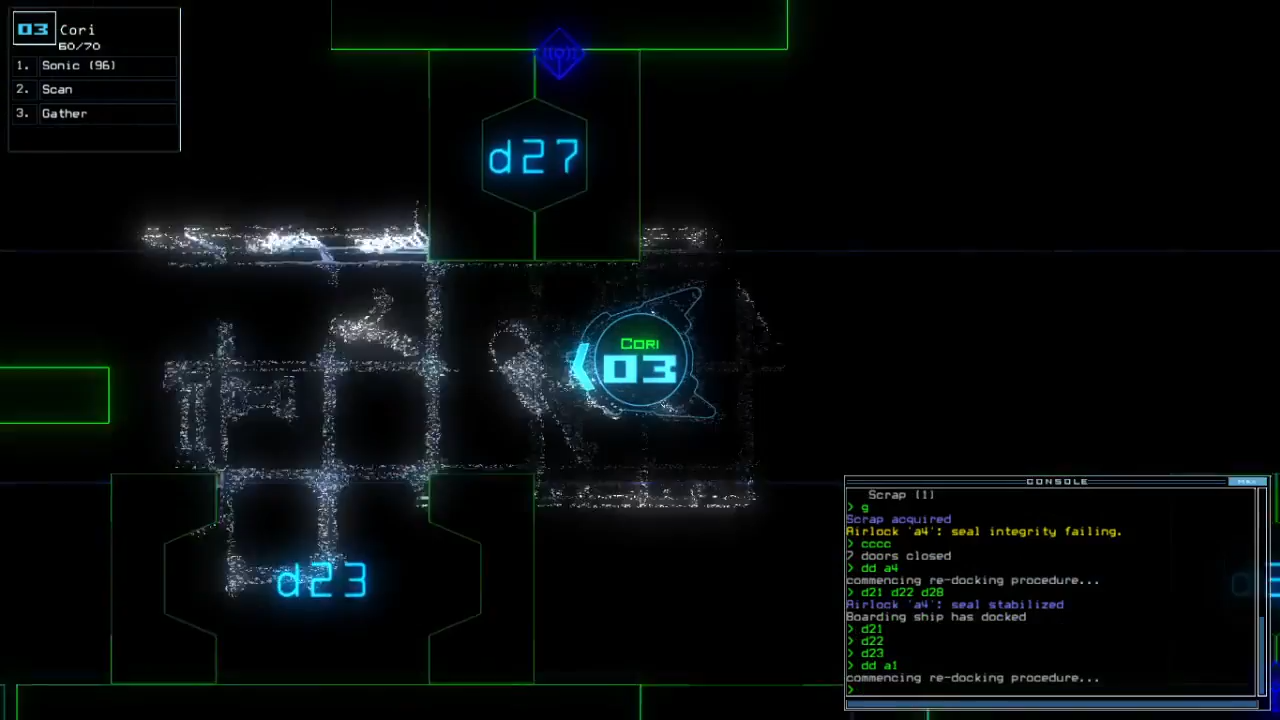 03 Cori
60/70
1. Sonic (96)
2. Scan
3. Gather
d27
Cori
03
d23
CONSOLE
Scrap (1)
> g
Scrap acquired
Airlock 'a4': seal integrity failing.
> cccc
7 doors closed
> dd a4
commencing re-docking procedure...
> d21 d22 d28
Airlock 'a4': seal stabilized
Boarding ship has docked
> d21
> d22
> d23
> dd a1
commencing re-docking procedure...
>